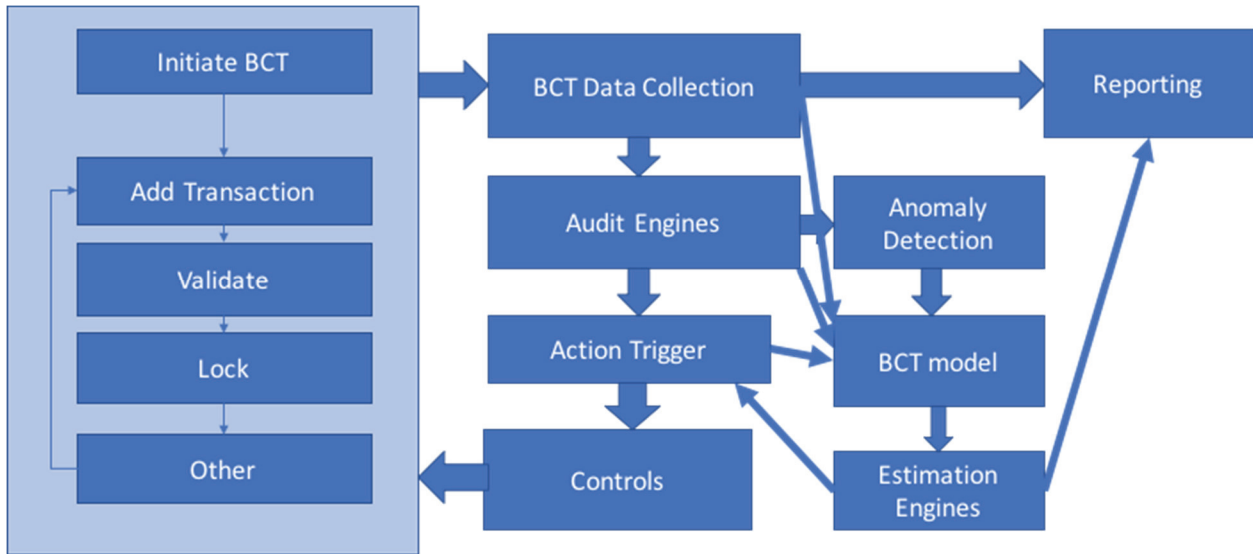 Initiate BCT
Add Transaction
Validate
Lock
Other
BCT Data Collection
Audit Engines
Action Trigger
Controls
Anomaly
Detection
BCT model
Estimation
Engines
Reporting